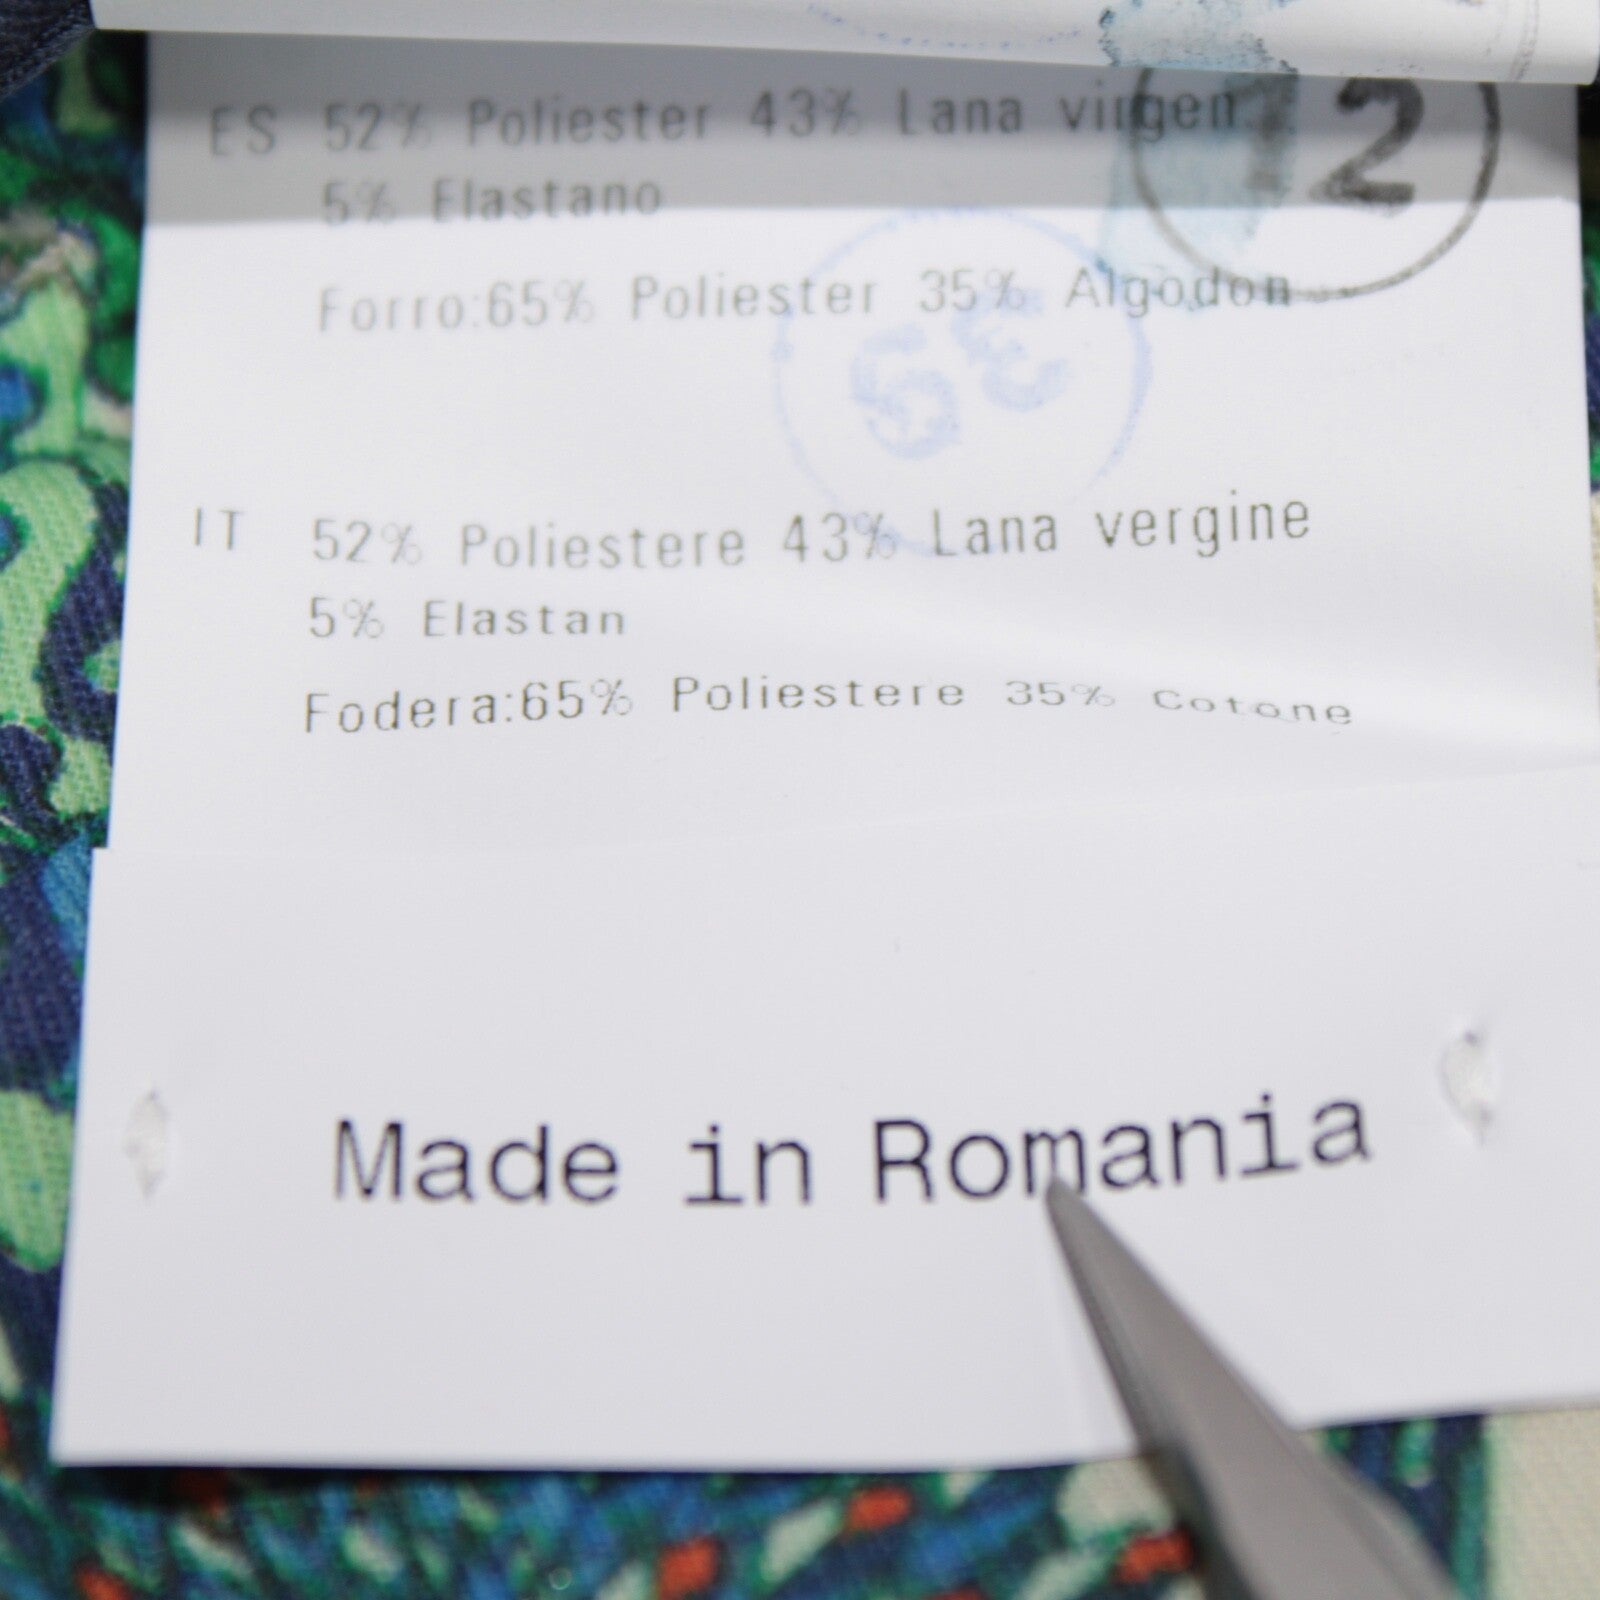 ES 52% Poliester 43% Lana virgen
12
5% Elastano
Forro:65% Poliester 35% Algodon
IT 52% Poliestere 43% Lana vergine
5% Elastan
Fodera:65% Poliestere 35% Cotone
Made in Romania